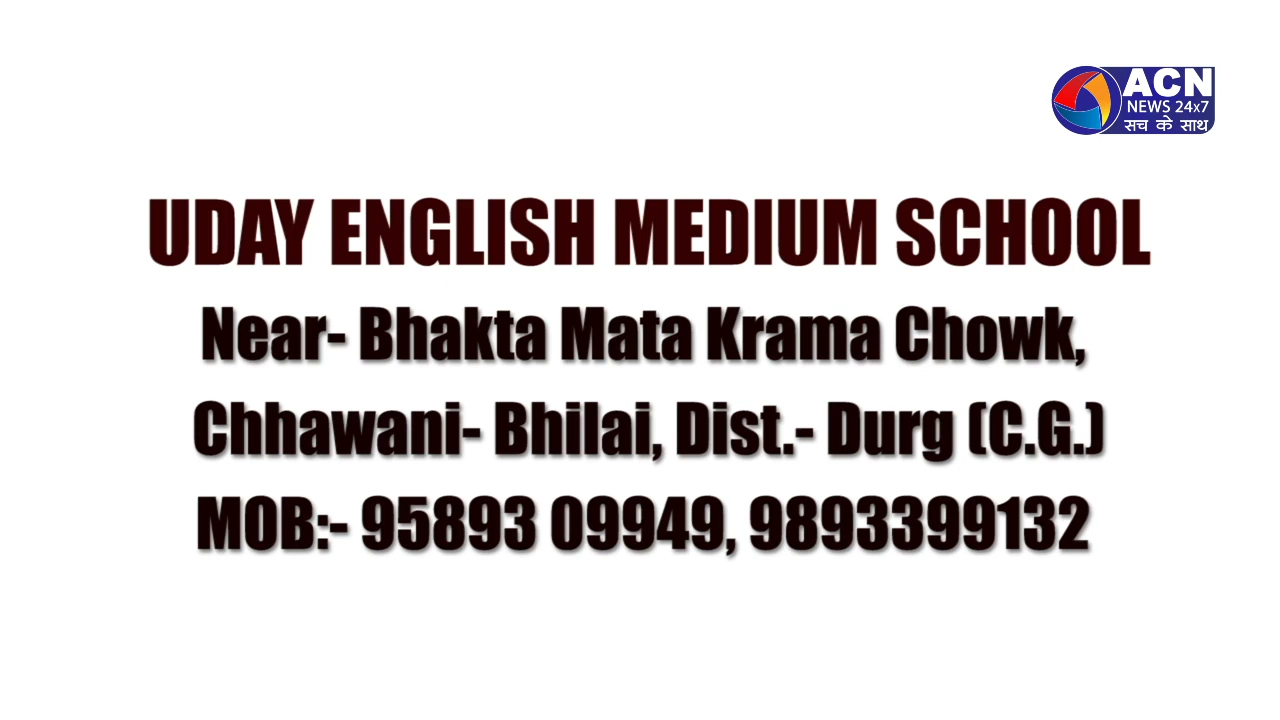 ACN
NEWS 24x7
सच के साथ
UDAY ENGLISH MEDIUM SCHOOL
Near- Bhakta Mata Krama Chowk,
Chhawani- Bhilai, Dist.- Durg (C.G.)
MOB:- 95893 09949, 9893399132